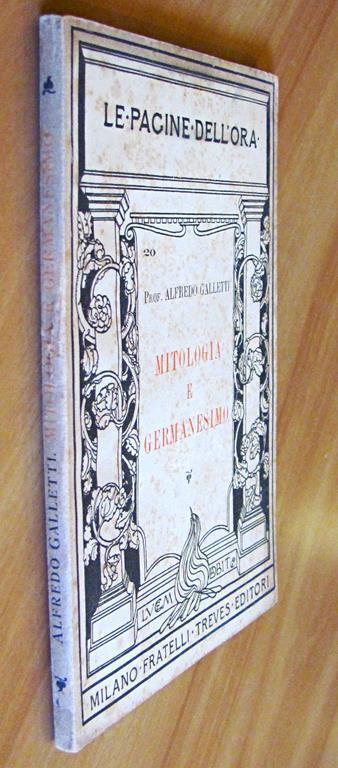 LE·PAGINE·DELL'ORA·
20
PROF. ALFREDO GALLETTI
MITOLOGIA
E
GERMANESIMO
LVCEM
MILANO·FRATELLI·TREVES·EDITORI
ALFREDO GALLETTI. MITOLOGIA E GERMANESIMO